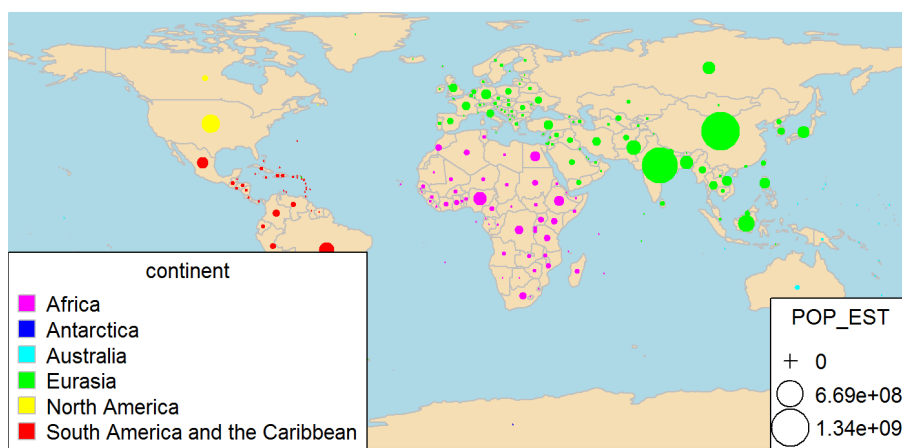 continent
Africa
Antarctica
Australia
Eurasia
North America
South America and the Caribbean
POP_EST
0
6.69e+08
1.34e+09